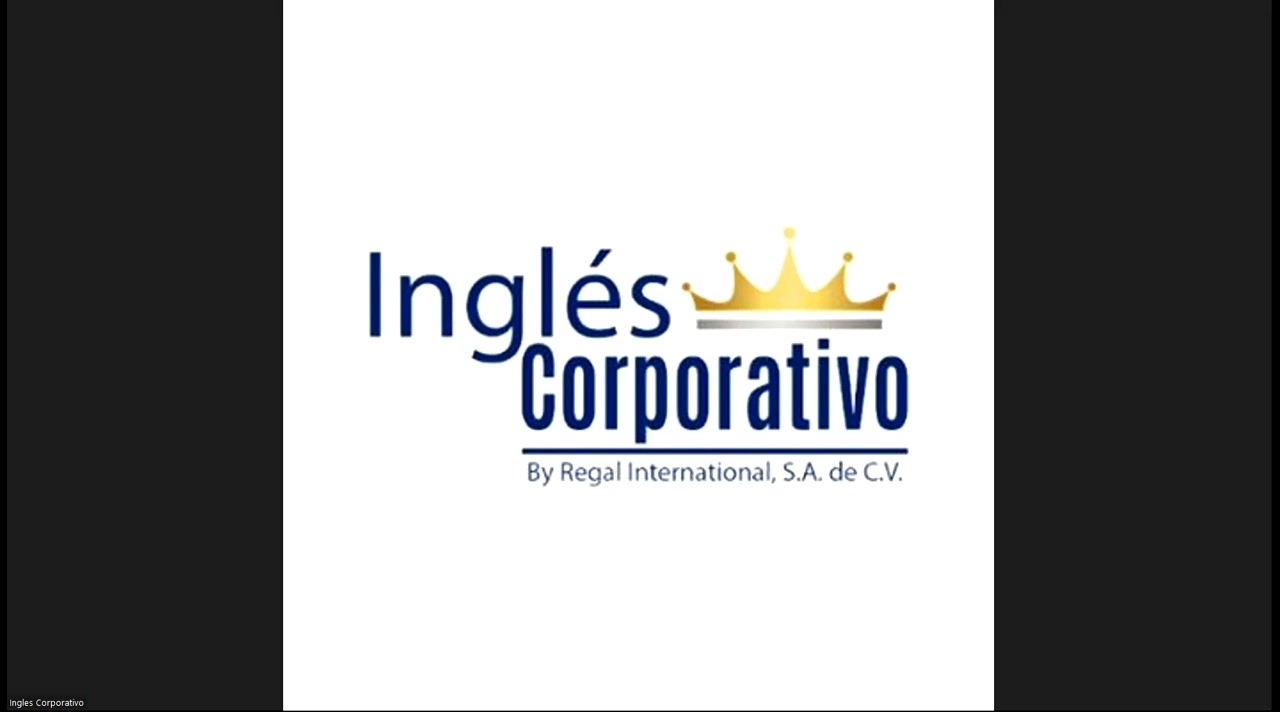 Inglés
Corporativo
By Regal International, S.A. de C.V.
Ingles Corporativo